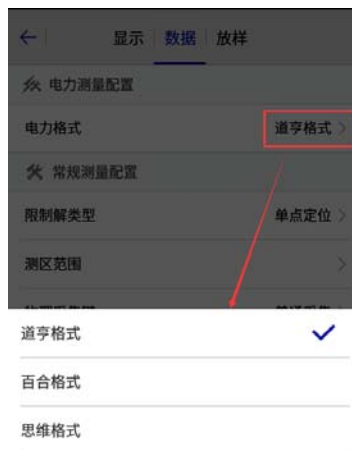 显示 数据 放样
电力测量配置
电力格式 道亨格式
常规测量配置
限制解类型 单点定位
测区范围
道亨格式
百合格式
思维格式